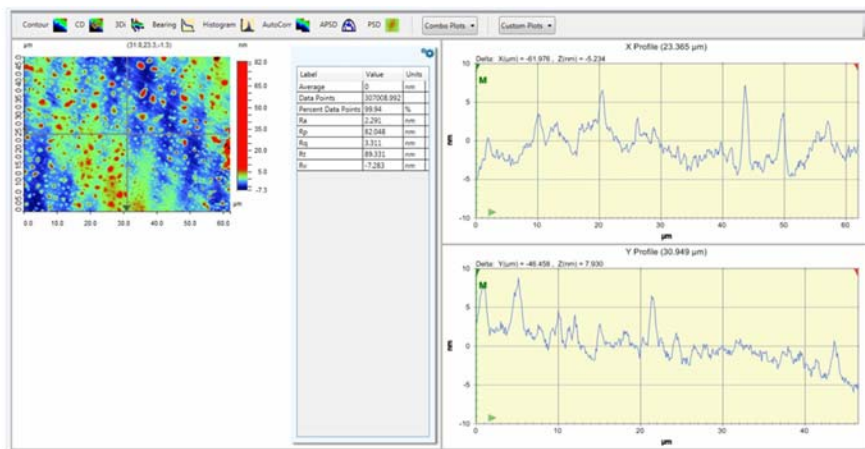 Contour CD 3Di Bearing Histogram AutoCorr APSD PSD Combo Plots Custom Plots
µm (31.9,23.3,-1.3) nm
82.0
65.0
50.0
35.0
20.0
5.0
-7.3
µm
0.0 10.0 20.0 30.0 40.0 50.0 60.0
Label Value Units
Average 0 nm
Data Points 307008.992
Percent Data Points 99.94 %
Ra 2.291 nm
Rp 82.048 nm
Rq 3.311 nm
Rt 89.331 nm
Rv -7.283 nm
X Profile (23.365 µm)
Delta: X(µm) = -61.976 , Z(nm) = -5.234
M
10
5
0
-5
-10
nm
0 10 20 30 40 50 60
µm
Y Profile (30.949 µm)
Delta: Y(µm) = -46.458 , Z(nm) = 7.930
M
10
5
0
-5
-10
nm
0 10 20 30 40
µm